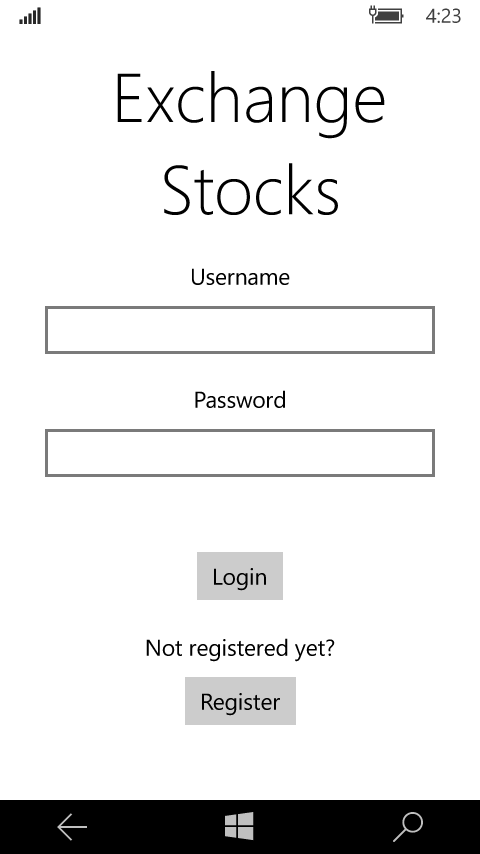 4:23
Exchange
Stocks
Username
Password
Login
Not registered yet?
Register